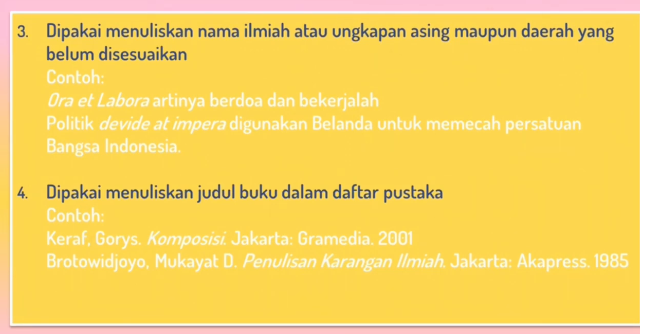 3. Dipakai menuliskan nama ilmiah atau ungkapan asing maupun daerah yang
belum disesuaikan
Contoh:
Ora et Labora artinya berdoa dan bekerjalah
Politik devide at impera digunakan Belanda untuk memecah persatuan
Bangsa Indonesia.
4. Dipakai menuliskan judul buku dalam daftar pustaka
Contoh:
Keraf, Gorys. Komposisi. Jakarta: Gramedia. 2001
Brotowidjoyo, Mukayat D. Penulisan Karangan Ilmiah. Jakarta: Akapress. 1985